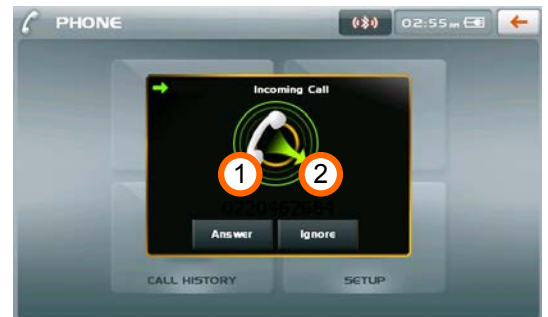 PHONE
02:55
Incoming Call
1 2
Answer Ignore
CALL HISTORY SETUP